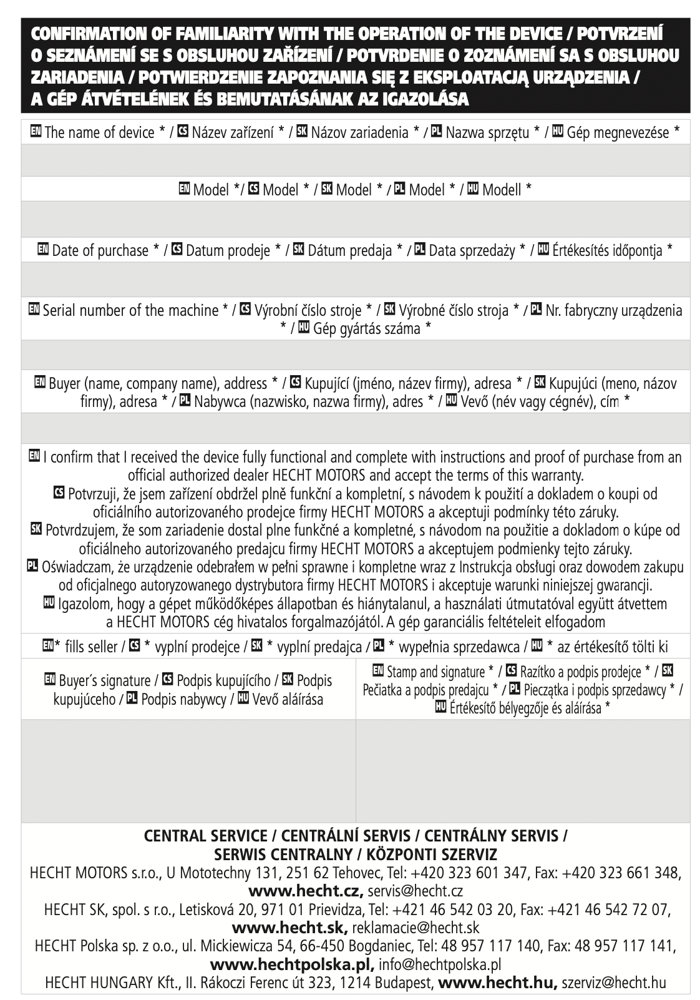 CONFIRMATION OF FAMILIARITY WITH THE OPERATION OF THE DEVICE / POTVRZENÍ
O SEZNÁMENÍ SE S OBSLUHOU ZAŘÍZENÍ / POTVRDENIE O ZOZNÁMENÍ SA S OBSLUHOU
ZARIADENIA / POTWIERDZENIE ZAPOZNANIA SIĘ Z EKSPLOATACJĄ URZĄDZENIA /
A GÉP ÁTVÉTELÉNEK ÉS BEMUTATÁSÁNAK AZ IGAZOLÁSA
EN The name of device * / CS Název zařízení * / SK Názov zariadenia * / PL Nazwa sprzętu * / HU Gép megnevezése *
EN Model */ CS Model * / SK Model * / PL Model * / HU Modell *
EN Date of purchase * / CS Datum prodeje * / SK Dátum predaja * / PL Data sprzedaży * / HU Értékesítés időpontja *
EN Serial number of the machine * / CS Výrobní číslo stroje * / SK Výrobné číslo stroja * / PL Nr. fabryczny urządzenia
* / HU Gép gyártás száma *
EN Buyer (name, company name), address * / CS Kupující (jméno, název firmy), adresa * / SK Kupujúci (meno, názov
firmy), adresa * / PL Nabywca (nazwisko, nazwa firmy), adres * / HU Vevő (név vagy cégnév), cím *
EN I confirm that I received the device fully functional and complete with instructions and proof of purchase from an
official authorized dealer HECHT MOTORS and accept the terms of this warranty.
CS Potvrzuji, že jsem zařízení obdržel plně funkční a kompletní, s návodem k použití a dokladem o koupi od
oficiálního autorizovaného prodejce firmy HECHT MOTORS a akceptuji podmínky této záruky.
SK Potvrdzujem, že som zariadenie dostal plne funkčné a kompletné, s návodom na použitie a dokladom o kúpe od
oficiálneho autorizovaného predajcu firmy HECHT MOTORS a akceptujem podmienky tejto záruky.
PL Oświadczam, że urządzenie odebrałem w pełni sprawne i kompletne wraz z Instrukcja obsługi oraz dowodem zakupu
od oficjalnego autoryzowanego dystrybutora firmy HECHT MOTORS i akceptuje warunki niniejszej gwarancji.
HU Igazolom, hogy a gépet működőképes állapotban és hiánytalanul, a használati útmutatóval együtt átvettem
a HECHT MOTORS cég hivatalos forgalmazójától. A gép garanciális feltételeit elfogadom
EN* fills seller / CS * vyplní prodejce / SK * vyplní predajca / PL * wypełnia sprzedawca / HU * az értékesítő tölti ki
EN Buyer´s signature / CS Podpis kupujícího / SK Podpis
kupujúceho / PL Podpis nabywcy / HU Vevő aláírása
EN Stamp and signature * / CS Razítko a podpis prodejce * / SK
Pečiatka a podpis predajcu * / PL Pieczątka i podpis sprzedawcy * /
HU Értékesítő bélyegzője és aláírása *
CENTRAL SERVICE / CENTRÁLNÍ SERVIS / CENTRÁLNY SERVIS /
SERWIS CENTRALNY / KÖZPONTI SZERVIZ
HECHT MOTORS s.r.o., U Mototechny 131, 251 62 Tehovec, Tel: +420 323 601 347, Fax: +420 323 661 348,
www.hecht.cz, servis@hecht.cz
HECHT SK, spol. s r.o., Letisková 20, 971 01 Prievidza, Tel: +421 46 542 03 20, Fax: +421 46 542 72 07,
www.hecht.sk, reklamacie@hecht.sk
HECHT Polska sp. z o.o., ul. Mickiewicza 54, 66-450 Bogdaniec, Tel: 48 957 117 140, Fax: 48 957 117 141,
www.hechtpolska.pl, info@hechtpolska.pl
HECHT HUNGARY Kft., II. Rákoczi Ferenc út 323, 1214 Budapest, www.hecht.hu, szerviz@hecht.hu